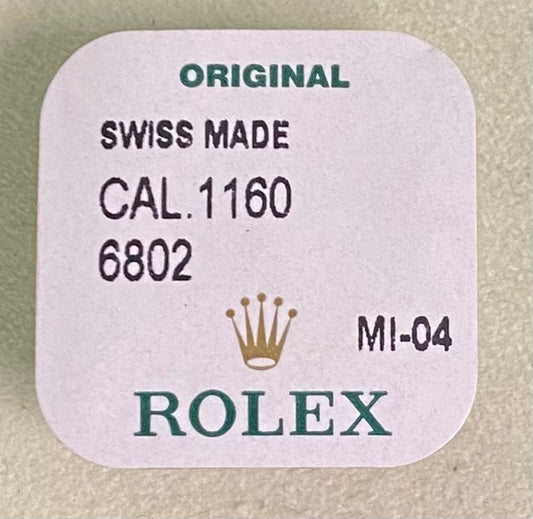 ORIGINAL
SWISS MADE
CAL.1160
6802
MI-04
ROLEX